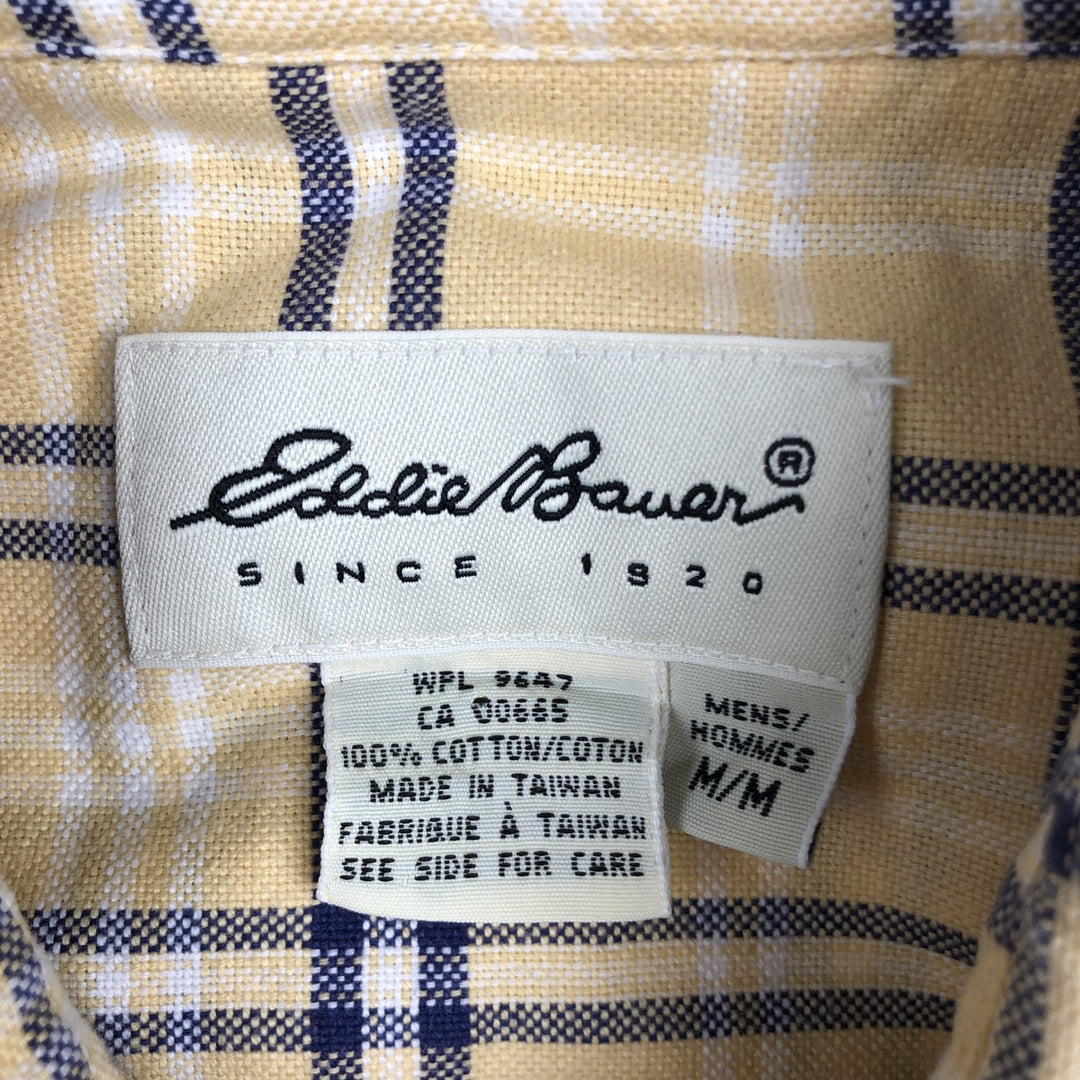 Eddie Bauer ®
SINCE 1920
WPL 9647
CA 00665
100% COTTON/COTON
MADE IN TAIWAN
FABRIQUE À TAIWAN
SEE SIDE FOR CARE
MENS/
HOMMES
M/M